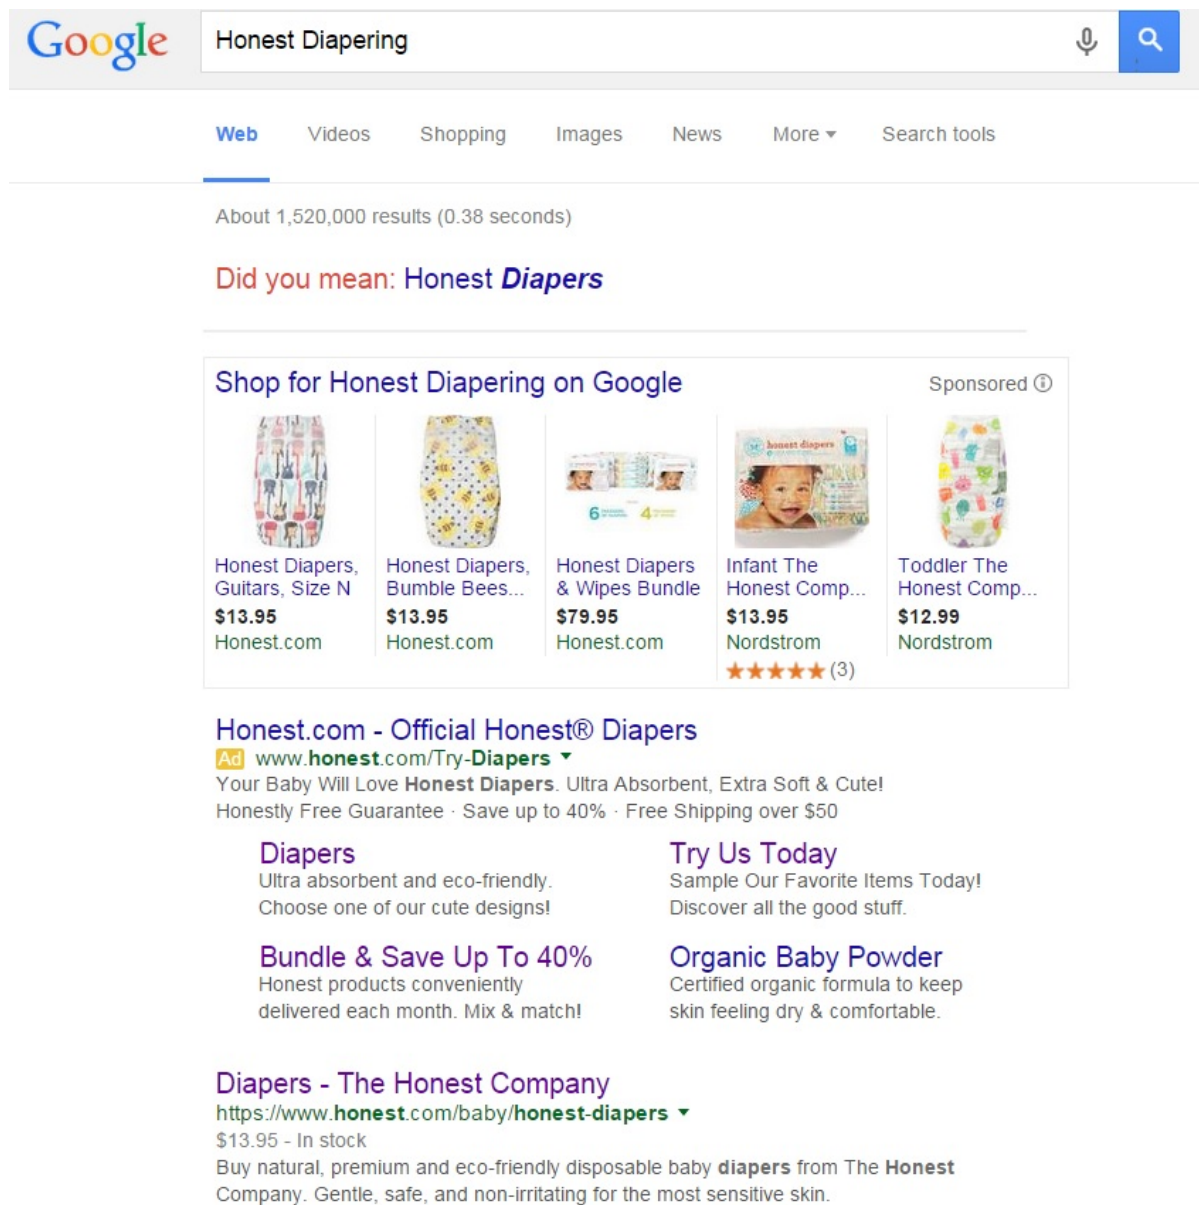 Google
Honest Diapering
Web Videos Shopping Images News More Search tools
About 1,520,000 results (0.38 seconds)
Did you mean: Honest Diapers
Shop for Honest Diapering on Google
Sponsored
honest diapers
6
4
Honest Diapers,
Guitars, Size N
$13.95
Honest.com
Honest Diapers,
Bumble Bees...
$13.95
Honest.com
Honest Diapers
& Wipes Bundle
$79.95
Honest.com
Infant The
Honest Comp...
$13.95
Nordstrom
(3)
Toddler The
Honest Comp...
$12.99
Nordstrom
Honest.com - Official Honest® Diapers
Ad www.honest.com/Try-Diapers
Your Baby Will Love Honest Diapers. Ultra Absorbent, Extra Soft & Cute!
Honestly Free Guarantee · Save up to 40% · Free Shipping over $50
Diapers
Ultra absorbent and eco-friendly.
Choose one of our cute designs!
Try Us Today
Sample Our Favorite Items Today!
Discover all the good stuff.
Bundle & Save Up To 40%
Honest products conveniently
delivered each month. Mix & match!
Organic Baby Powder
Certified organic formula to keep
skin feeling dry & comfortable.
Diapers - The Honest Company
https://www.honest.com/baby/honest-diapers
$13.95 - In stock
Buy natural, premium and eco-friendly disposable baby diapers from The Honest
Company. Gentle, safe, and non-irritating for the most sensitive skin.